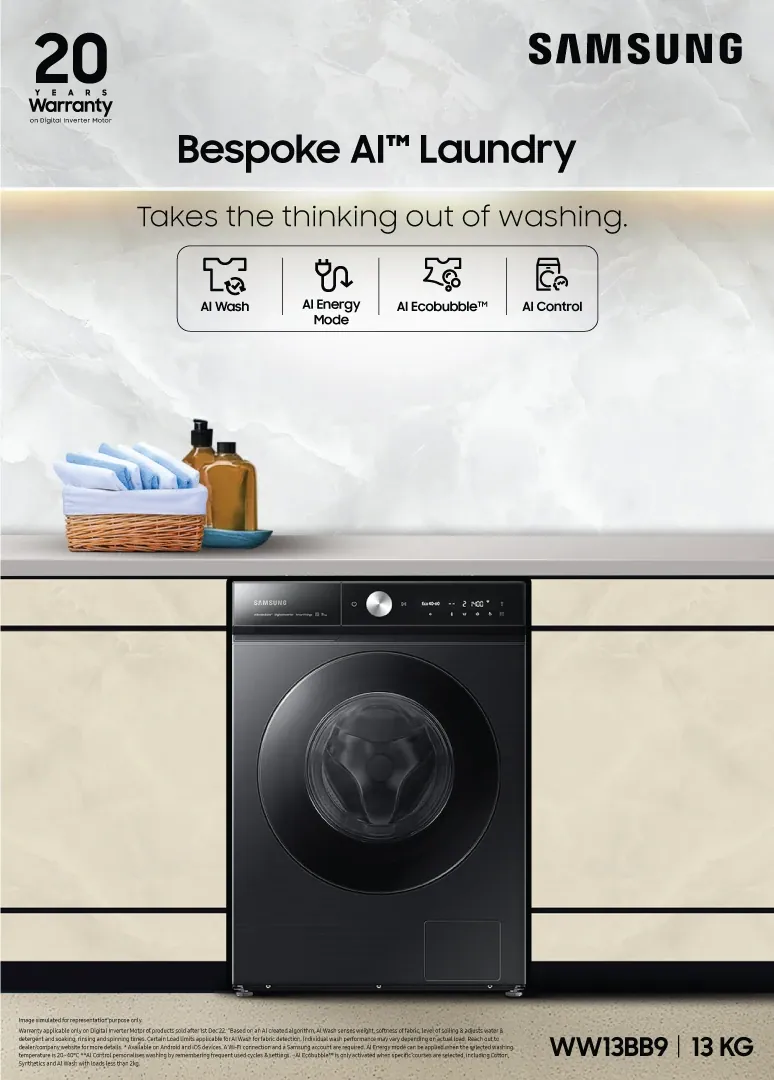 20
YEARS
Warranty
on Digital Inverter Motor
SAMSUNG
Bespoke AI™ Laundry
Takes the thinking out of washing.
AI Wash
AI Energy
Mode
AI Ecobubble™
AI Control
SAMSUNG
Eco 40-60
2 1400
Image simulated for representation purpose only.
Warranty applicable only on Digital Inverter Motor of products sold after 1st Dec'22. *Based on an AI created algorithm, AI Wash senses weight, softness of fabric, level of soiling & adjusts water &
detergent and soaking, rinsing and spinning times. Certain Load limits applicable for AI Wash for fabric detection. Individual wash performance may vary depending on actual load. Reach out to
dealer/company website for more details. * Available on Android and iOS devices. A Wi-Fi connection and a Samsung account are required. AI Energy mode can be applied when the selected washing
temperature is 20~60°C **AI Control personalises washing by remembering frequent used cycles & settings. ~AI Ecobubble™ is only activated when specific courses are selected, including Cotton,
Synthetics and AI Wash with loads less than 2kg.
WW13BB9 | 13 KG